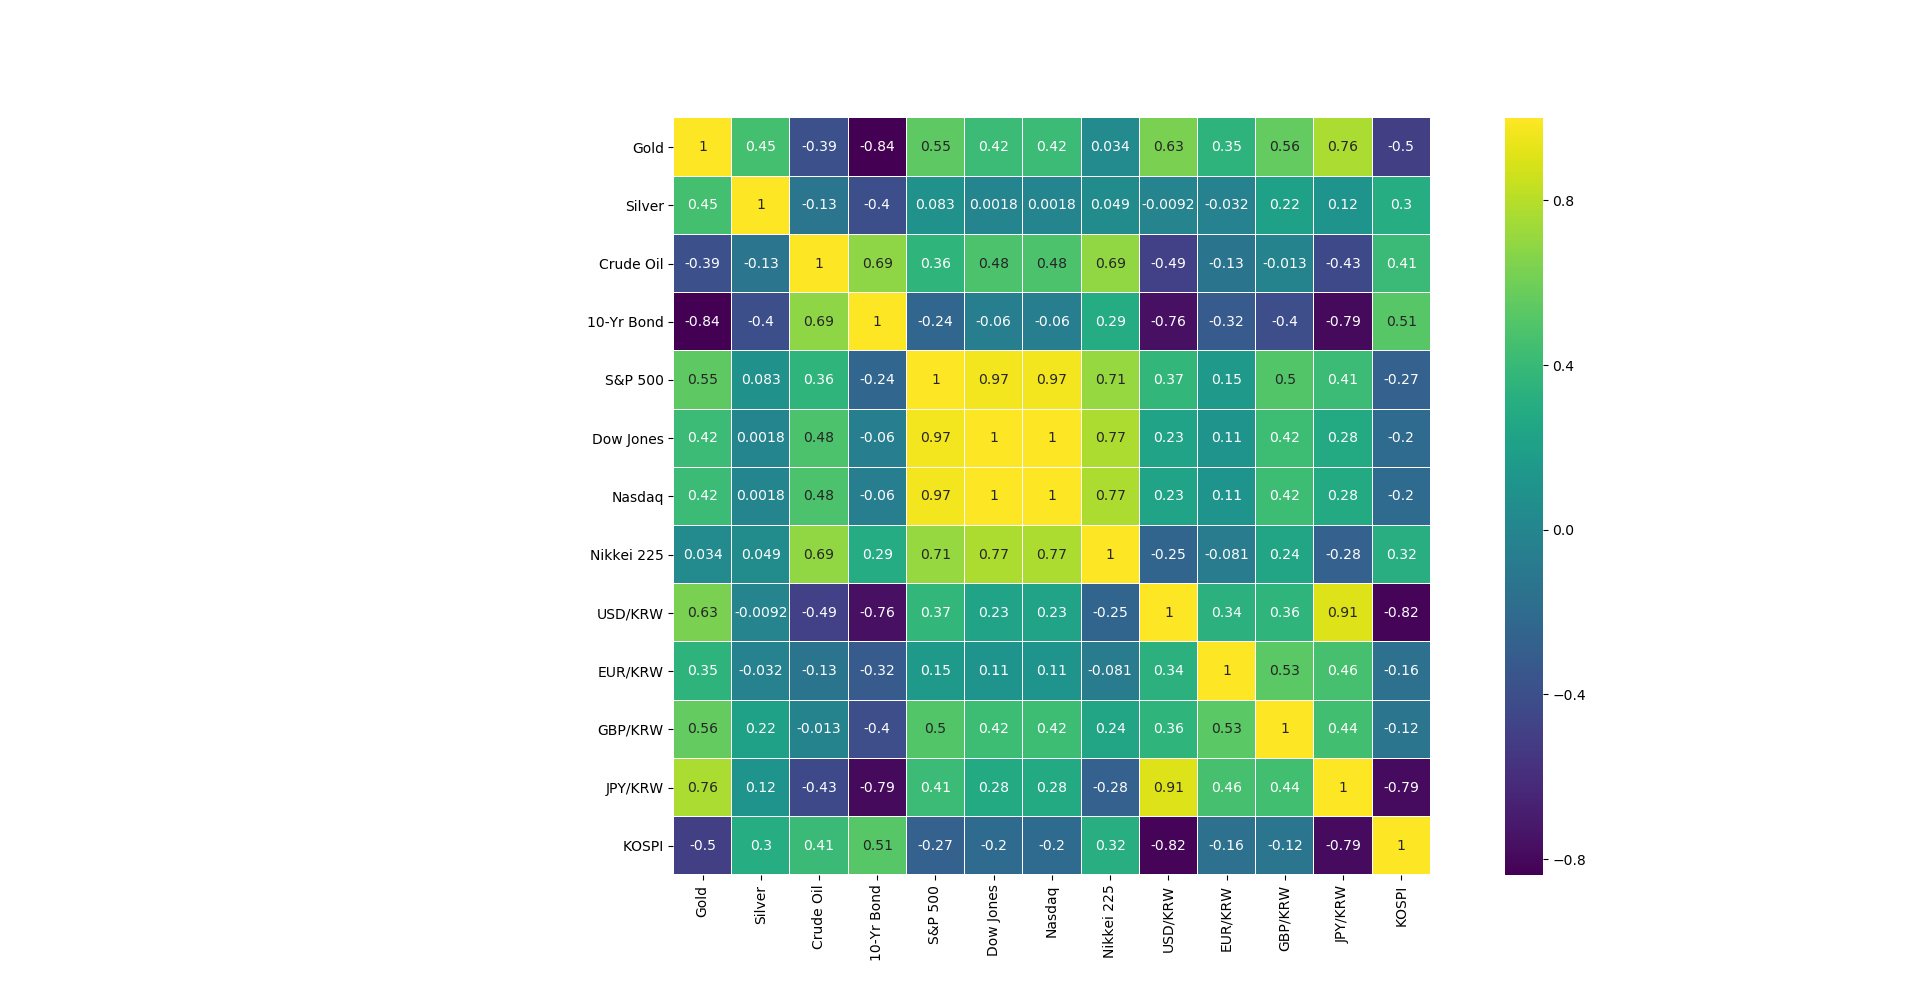 Gold 1 0.45 -0.39 -0.84 0.55 0.42 0.42 0.034 0.63 0.35 0.56 0.76 -0.5
Silver 0.45 1 -0.13 -0.4 0.083 0.0018 0.0018 0.049 -0.0092 -0.032 0.22 0.12 0.3 0.8
Crude Oil -0.39 -0.13 1 0.69 0.36 0.48 0.48 0.69 -0.49 -0.13 -0.013 -0.43 0.41
10-Yr Bond -0.84 -0.4 0.69 1 -0.24 -0.06 -0.06 0.29 -0.76 -0.32 -0.4 -0.79 0.51
S&P 500 0.55 0.083 0.36 -0.24 1 0.97 0.97 0.71 0.37 0.15 0.5 0.41 -0.27 0.4
Dow Jones 0.42 0.0018 0.48 -0.06 0.97 1 1 0.77 0.23 0.11 0.42 0.28 -0.2
Nasdaq 0.42 0.0018 0.48 -0.06 0.97 1 1 0.77 0.23 0.11 0.42 0.28 -0.2
Nikkei 225 0.034 0.049 0.69 0.29 0.71 0.77 0.77 1 -0.25 -0.081 0.24 -0.28 0.32 0.0
USD/KRW 0.63 -0.0092 -0.49 -0.76 0.37 0.23 0.23 -0.25 1 0.34 0.36 0.91 -0.82
EUR/KRW 0.35 -0.032 -0.13 -0.32 0.15 0.11 0.11 -0.081 0.34 1 0.53 0.46 -0.16 −0.4
GBP/KRW 0.56 0.22 -0.013 -0.4 0.5 0.42 0.42 0.24 0.36 0.53 1 0.44 -0.12
JPY/KRW 0.76 0.12 -0.43 -0.79 0.41 0.28 0.28 -0.28 0.91 0.46 0.44 1 -0.79
KOSPI -0.5 0.3 0.41 0.51 -0.27 -0.2 -0.2 0.32 -0.82 -0.16 -0.12 -0.79 1 −0.8
Gold Silver Crude Oil 10-Yr Bond S&P 500 Dow Jones Nasdaq Nikkei 225 USD/KRW EUR/KRW GBP/KRW JPY/KRW KOSPI